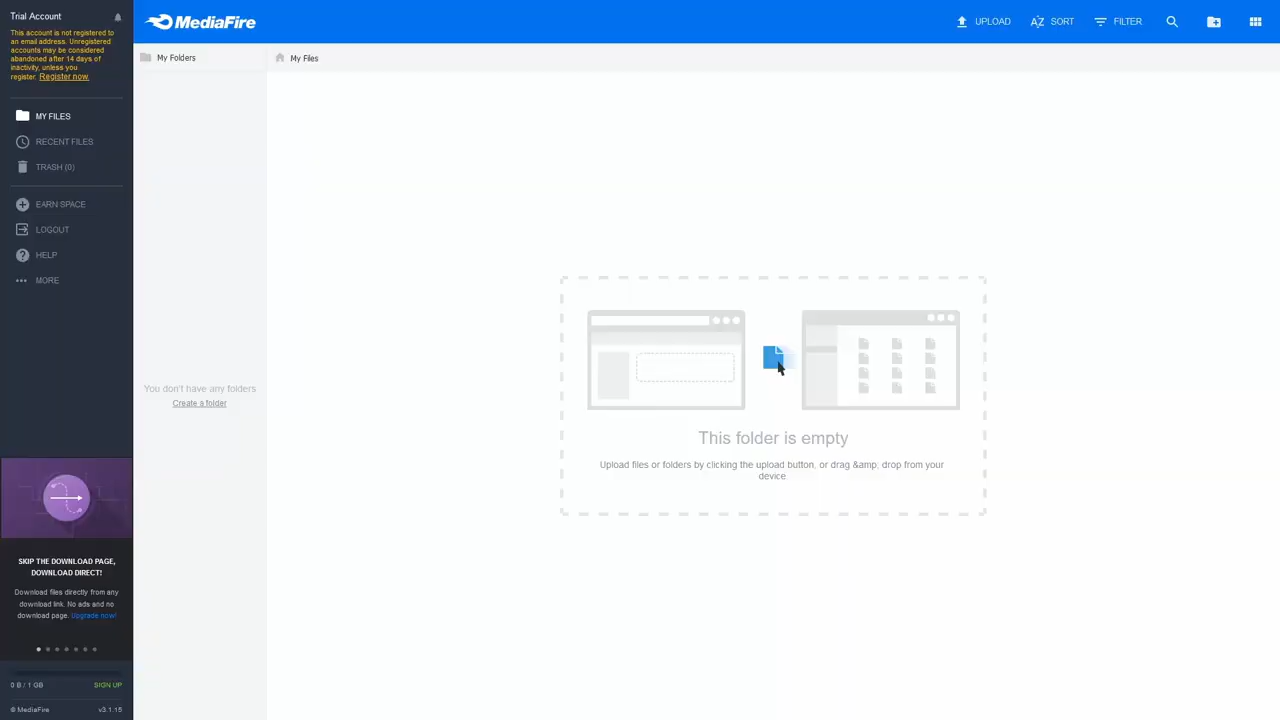 Trial Account
This account is not registered to
an email address. Unregistered
accounts may be considered
abandoned after 14 days of
inactivity, unless you
register. Register now.
MY FILES
RECENT FILES
TRASH (0)
EARN SPACE
LOGOUT
HELP
MORE
SKIP THE DOWNLOAD PAGE,
DOWNLOAD DIRECT!
Download files directly from any
download link. No ads and no
download page. Upgrade now!
0 B / 1 GB SIGN UP
© MediaFire v3.1.15
MediaFire
UPLOAD
AZ SORT
FILTER
My Folders
My Files
You don't have any folders
Create a folder
This folder is empty
Upload files or folders by clicking the upload button, or drag &amp; drop from your
device